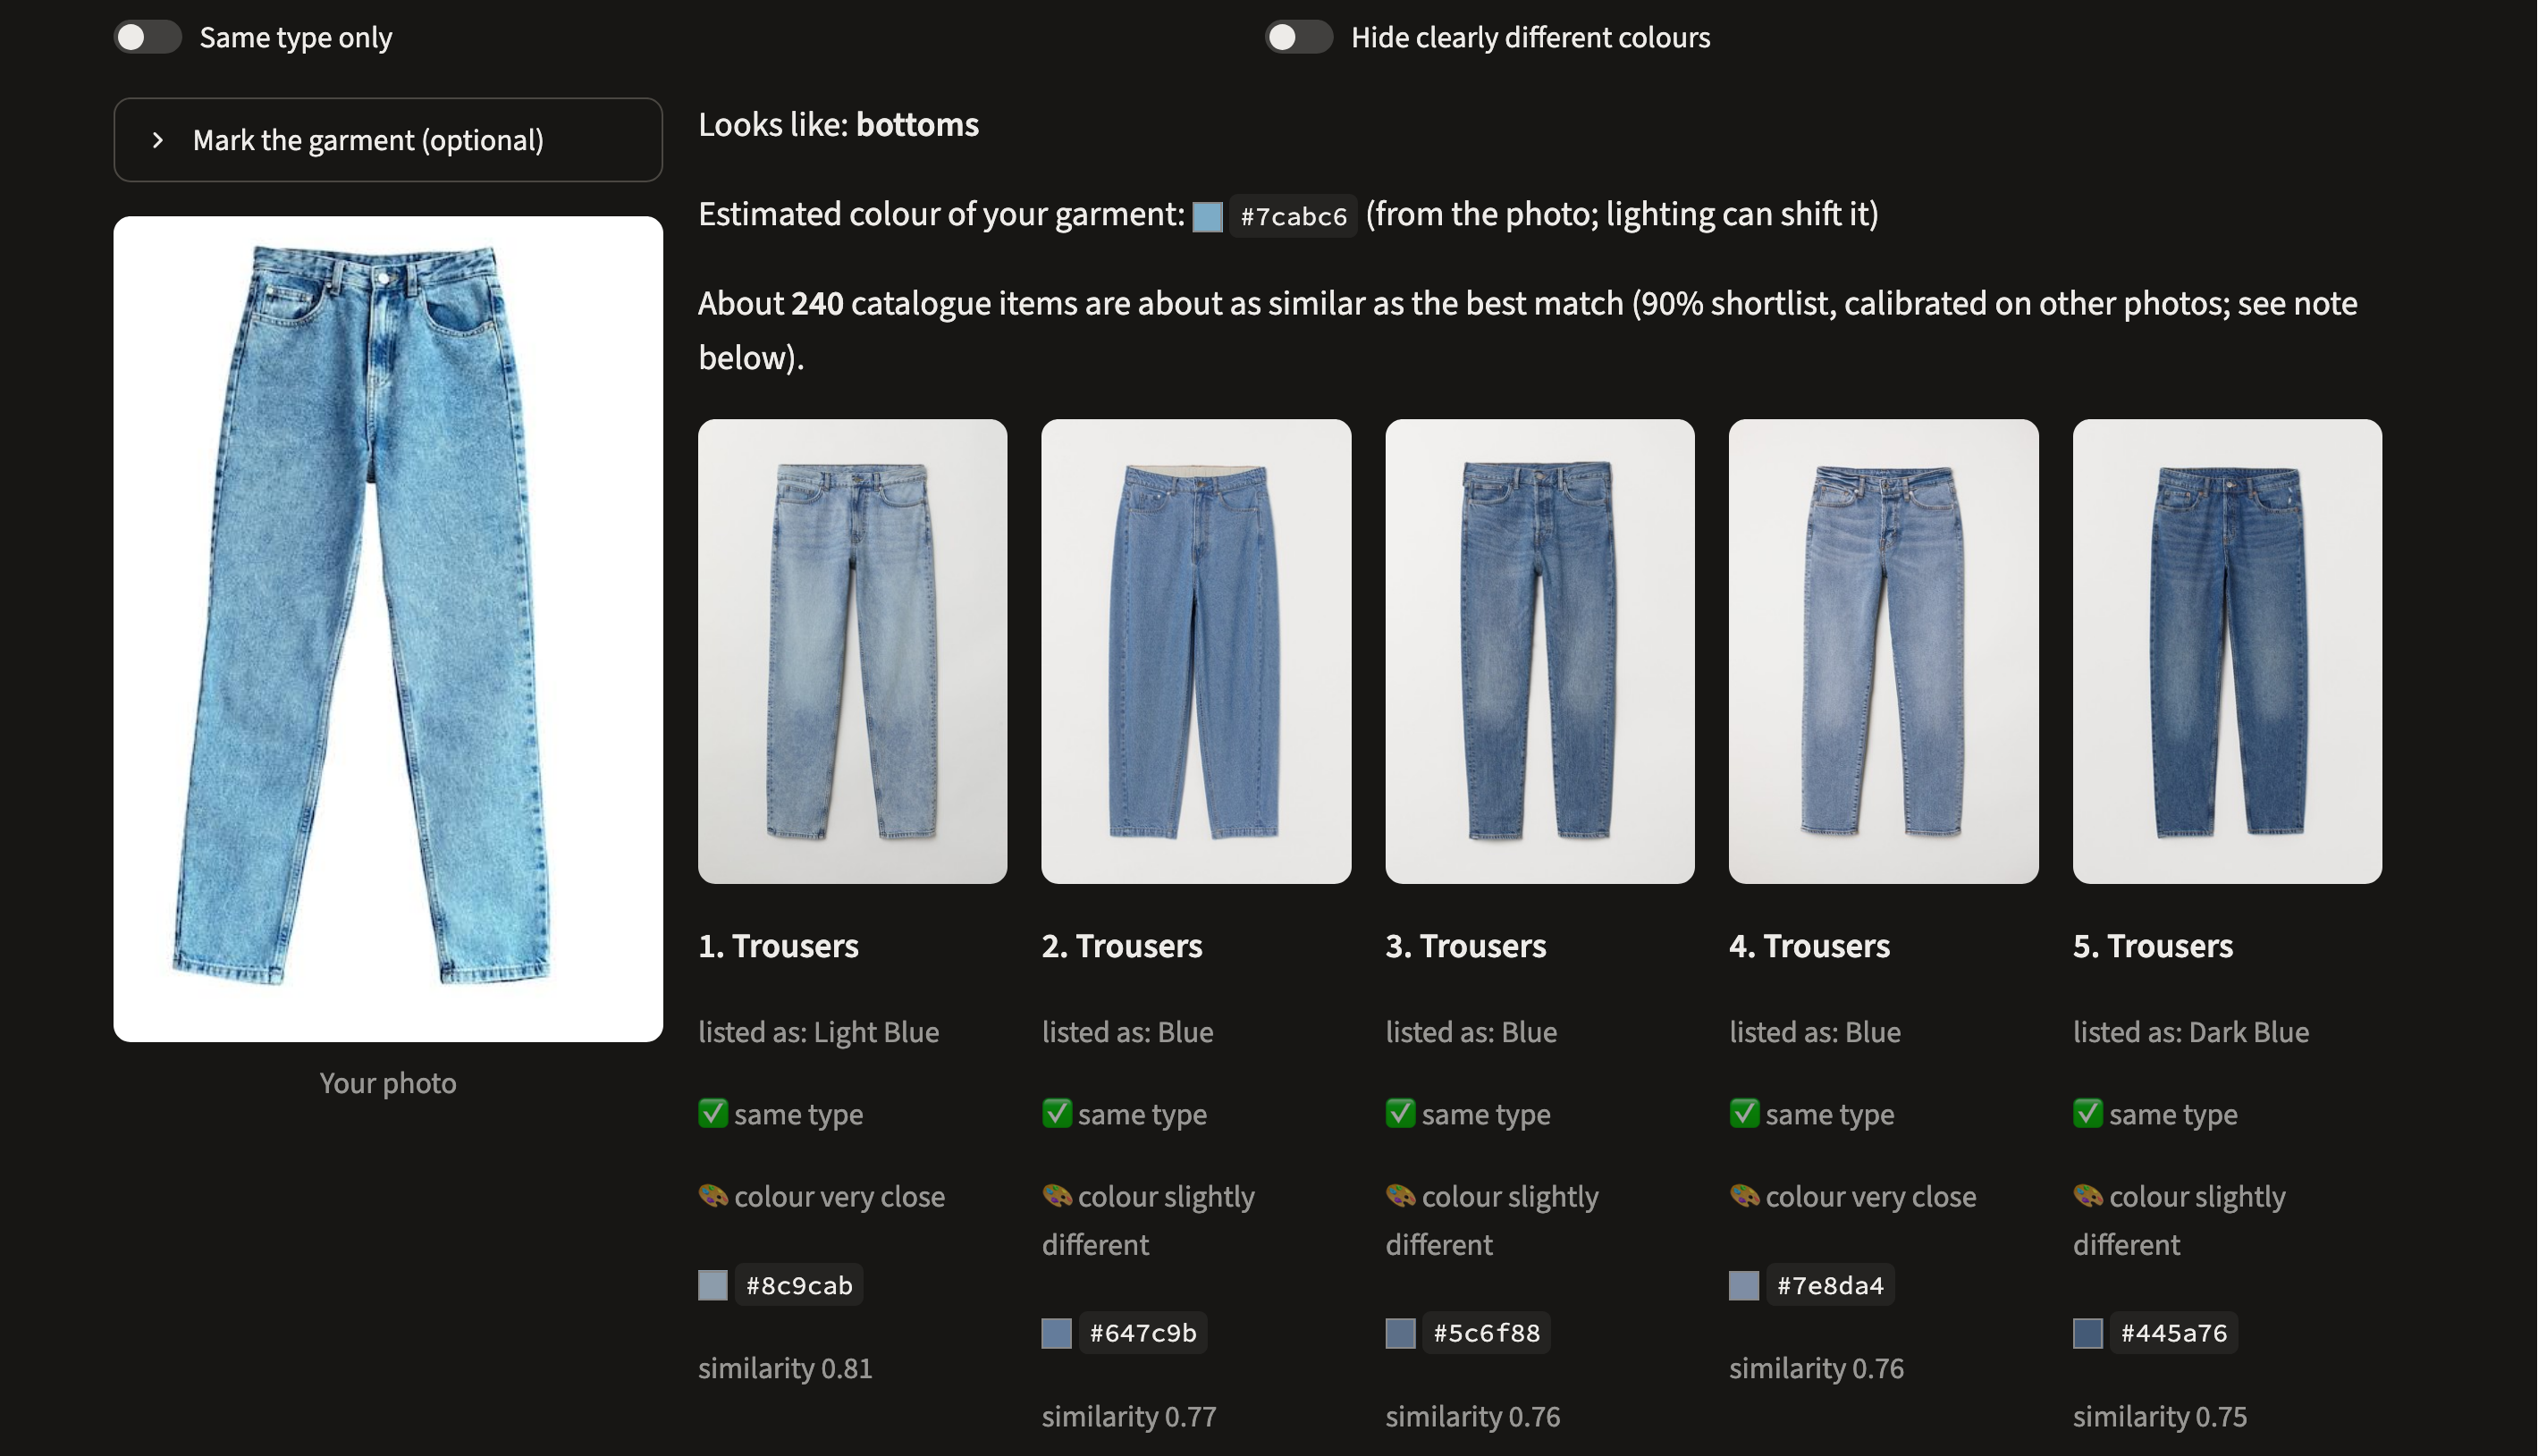 Same type only
Hide clearly different colours
Mark the garment (optional)
Looks like: bottoms
Estimated colour of your garment: #7cabc6 (from the photo; lighting can shift it)
About 240 catalogue items are about as similar as the best match (90% shortlist, calibrated on other photos; see note
below).
Your photo
1. Trousers
listed as: Light Blue
✅ same type
🎨 colour very close
#8c9cab
similarity 0.81
2. Trousers
listed as: Blue
✅ same type
🎨 colour slightly
different
#647c9b
similarity 0.77
3. Trousers
listed as: Blue
✅ same type
🎨 colour slightly
different
#5c6f88
similarity 0.76
4. Trousers
listed as: Blue
✅ same type
🎨 colour very close
#7e8da4
similarity 0.76
5. Trousers
listed as: Dark Blue
✅ same type
🎨 colour slightly
different
#445a76
similarity 0.75